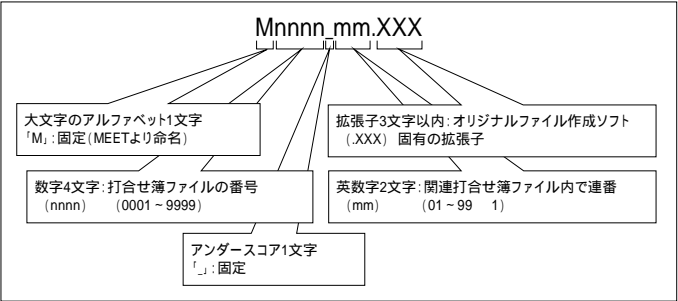 Mnnnn_mm.XXX
大文字のアルファベット1文字
「M」：固定(MEETより命名)
拡張子3文字以内：オリジナルファイル作成ソフト
(.XXX) 固有の拡張子
数字4文字：打合せ簿ファイルの番号
(nnnn) (0001~9999)
英数字2文字：関連打合せ簿ファイル内で連番
(mm) (01~99 1)
アンダースコア1文字
「_」：固定